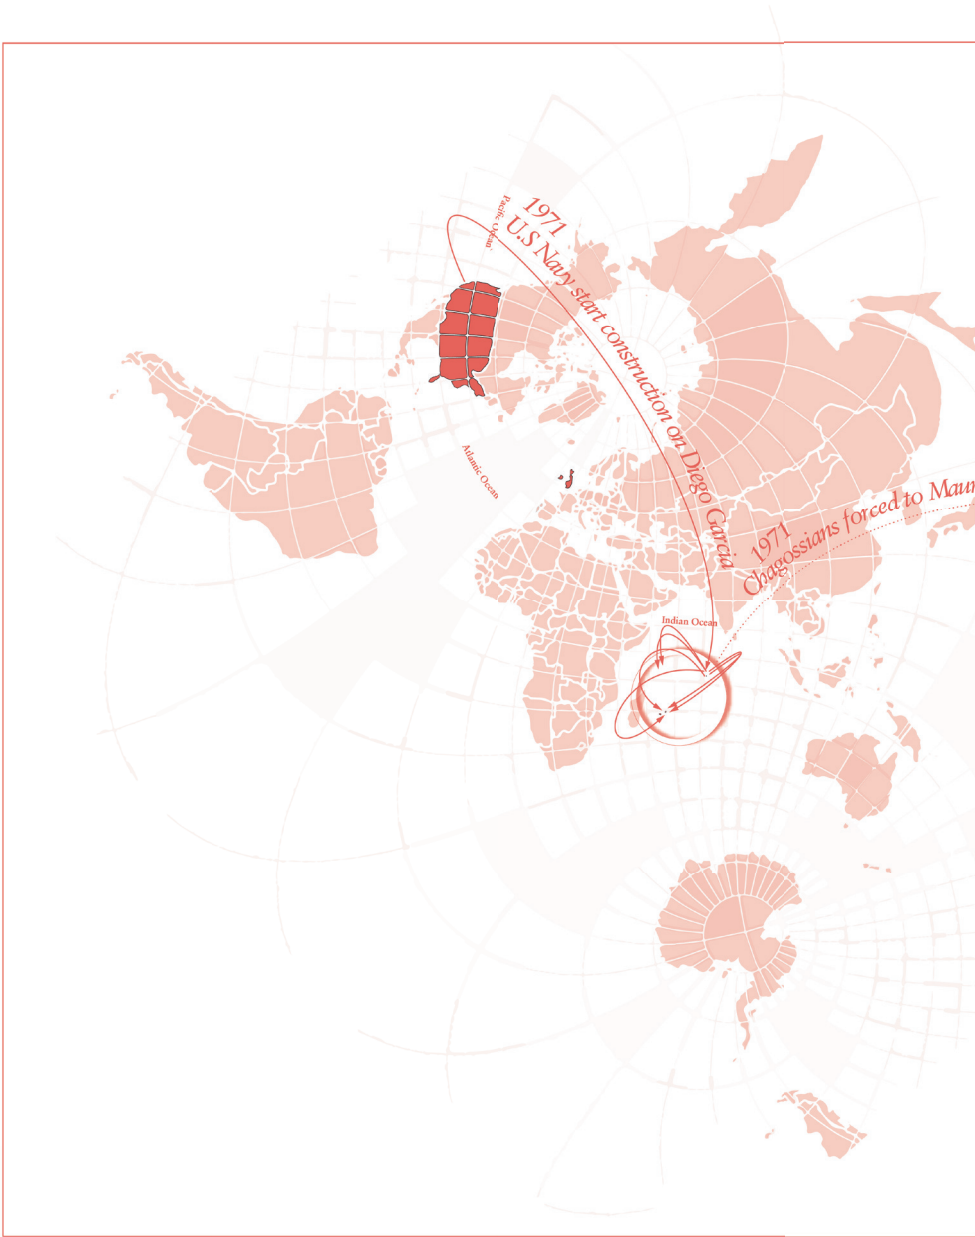 Pacific Ocean
1971
U.S Navy start construction on Diego Garcia
Atlantic Ocean
1971
Chagossians forced to Maur
Indian Ocean